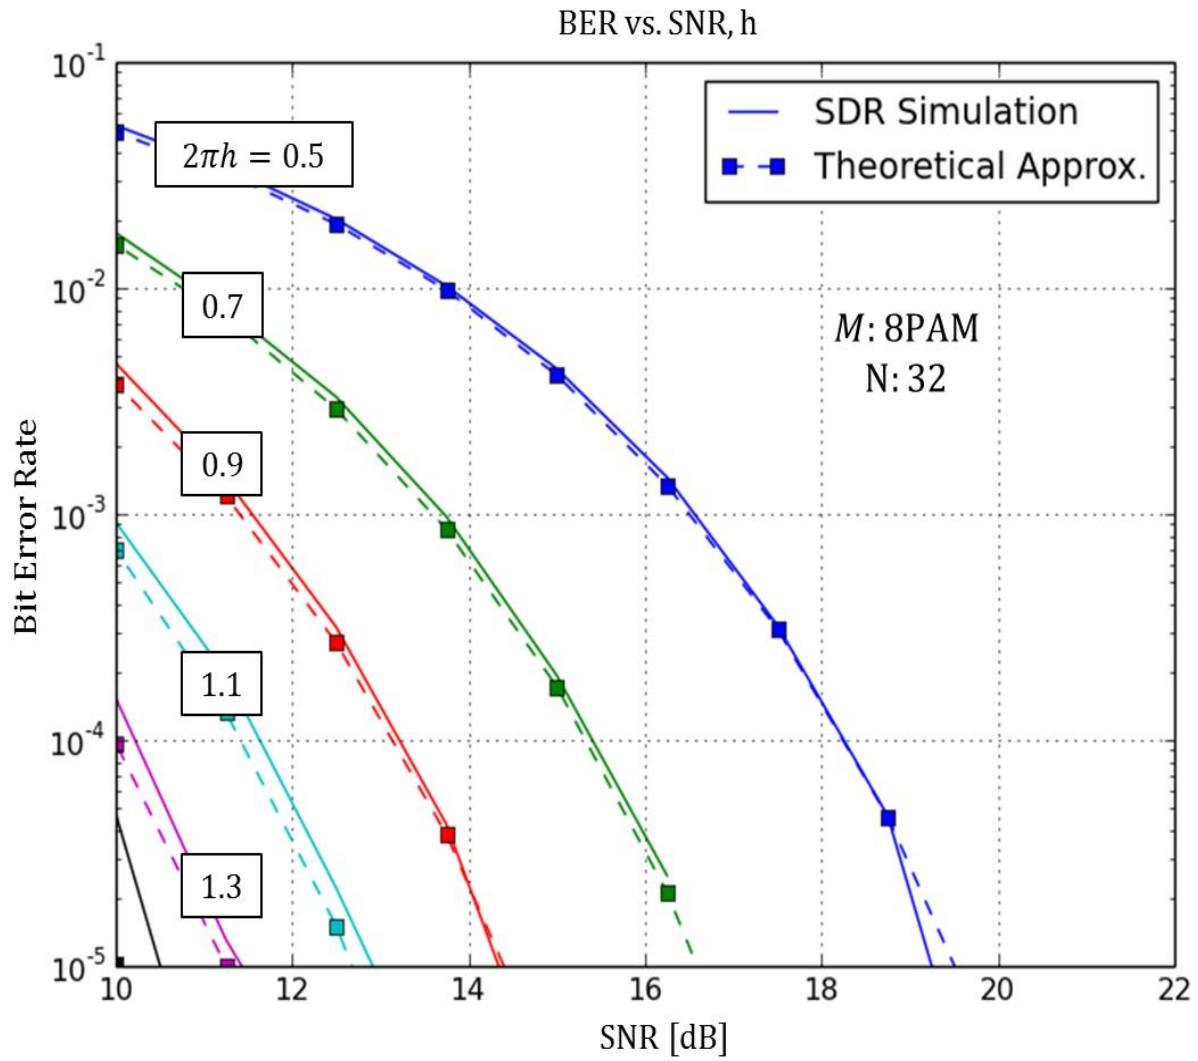 BER vs. SNR, h
10⁻¹
SDR Simulation
Theoretical Approx.
2πh = 0.5
10⁻²
0.7
M: 8PAM
N: 32
0.9
10⁻³
1.1
10⁻⁴
1.3
10⁻⁵
Bit Error Rate
10 12 14 16 18 20 22
SNR [dB]